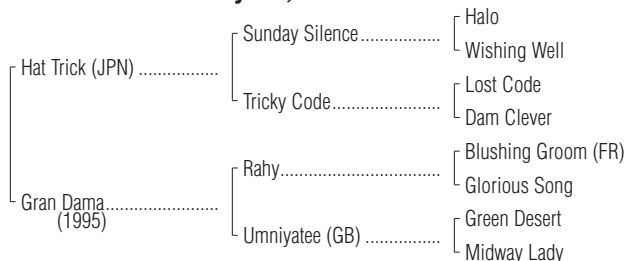 Halo
Sunday Silence..................
Wishing Well
Hat Trick (JPN) ..................
Lost Code
Tricky Code........................
Dam Clever
Blushing Groom (FR)
Rahy....................................
Glorious Song
Gran Dama.........................
(1995)
Green Desert
Umniyatee (GB) .................
Midway Lady